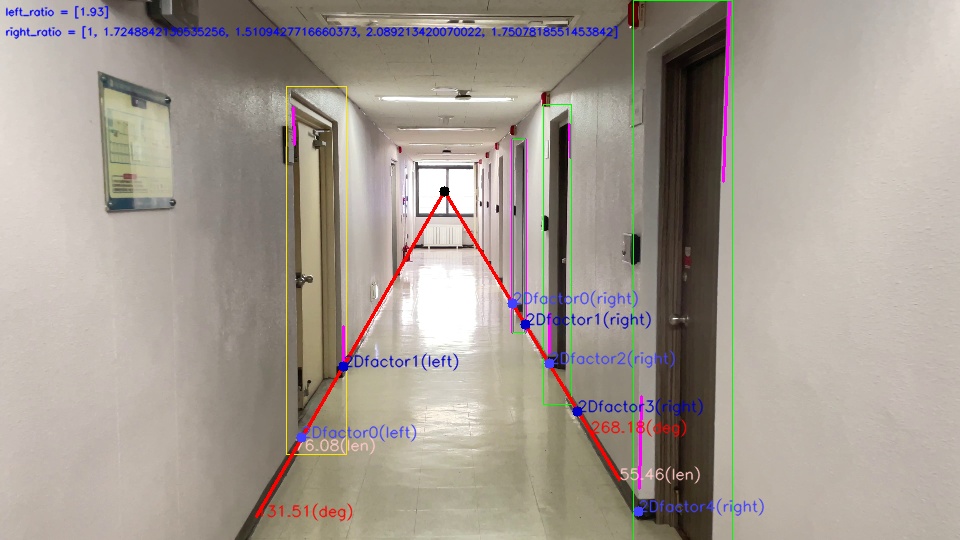 left_ratio = [1.93]
right_ratio = [1, 1.7248842130535256, 1.5109427716660373, 2.089213420070022, 1.7507818551453842]
2Dfactor0(right)
2Dfactor1(right)
2Dfactor2(right)
2Dfactor1(left)
2Dfactor3(right)
268.18(deg)
2Dfactor0(left)
76.08(len)
55.46(len)
2Dfactor4(right)
31.51(deg)